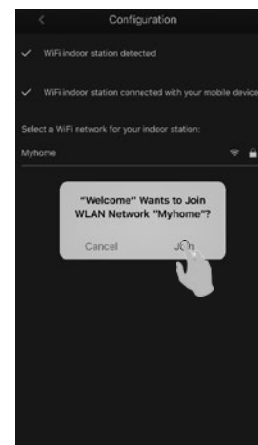 Configuration
WiFi indoor station detected
WiFi indoor station connected with your mobile device
Select a WiFi network for your indoor station:
Myhome
"Welcome" Wants to Join
WLAN Network "Myhome"?
Cancel Join